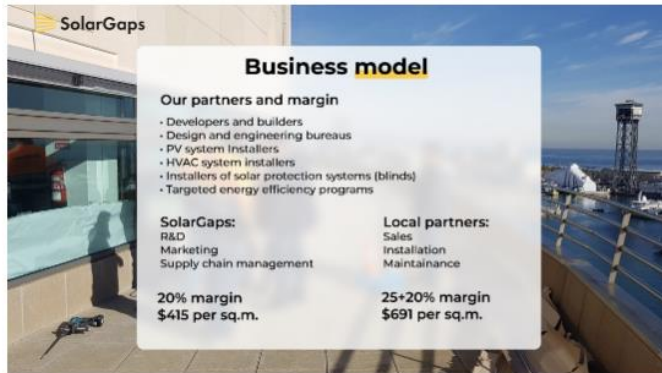 SolarGaps
Business model
Our partners and margin
• Developers and builders
• Design and engineering bureaus
• PV system Installers
• HVAC system installers
• Installers of solar protection systems (blinds)
• Targeted energy efficiency programs
SolarGaps:
R&D
Marketing
Supply chain management
20% margin
$415 per sq.m.
Local partners:
Sales
Installation
Maintainance
25+20% margin
$691 per sq.m.